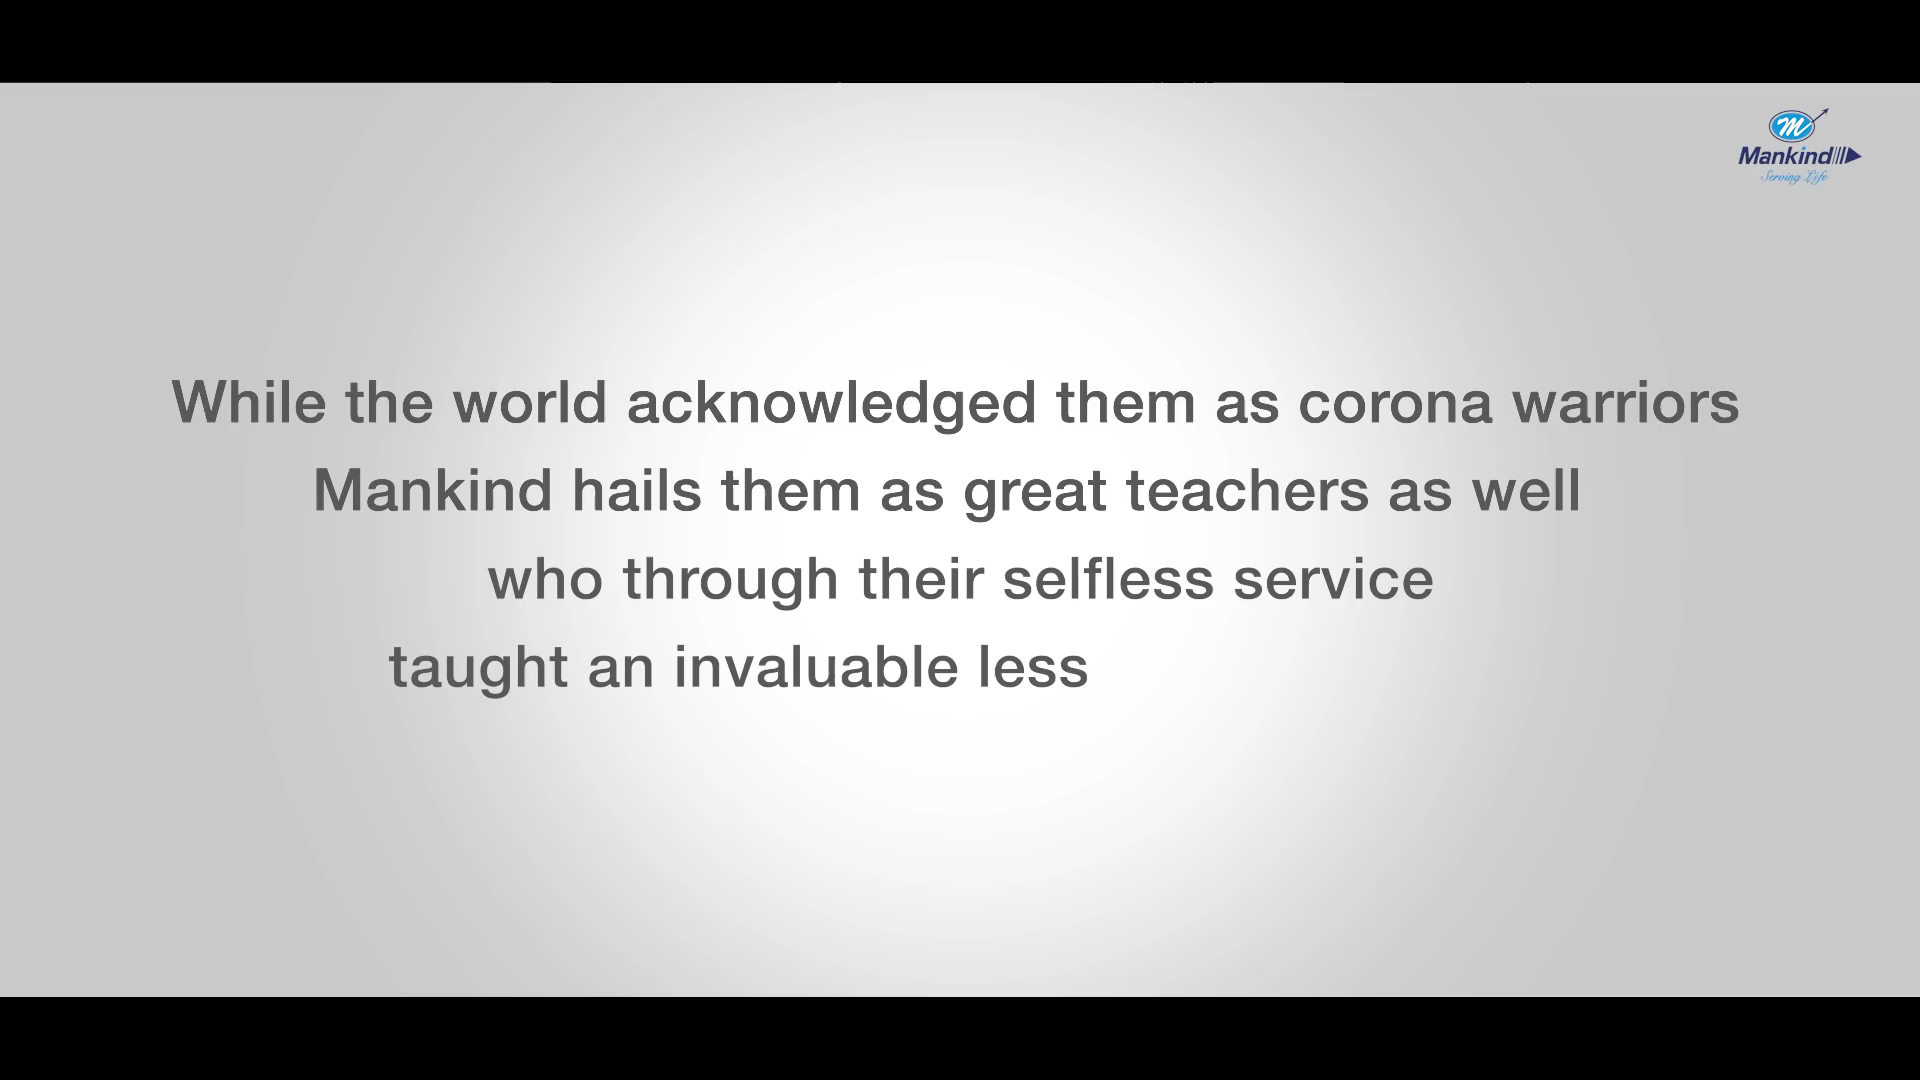 m
Mankind
Serving Life
While the world acknowledged them as corona warriors
Mankind hails them as great teachers as well
who through their selfless service
taught an invaluable less